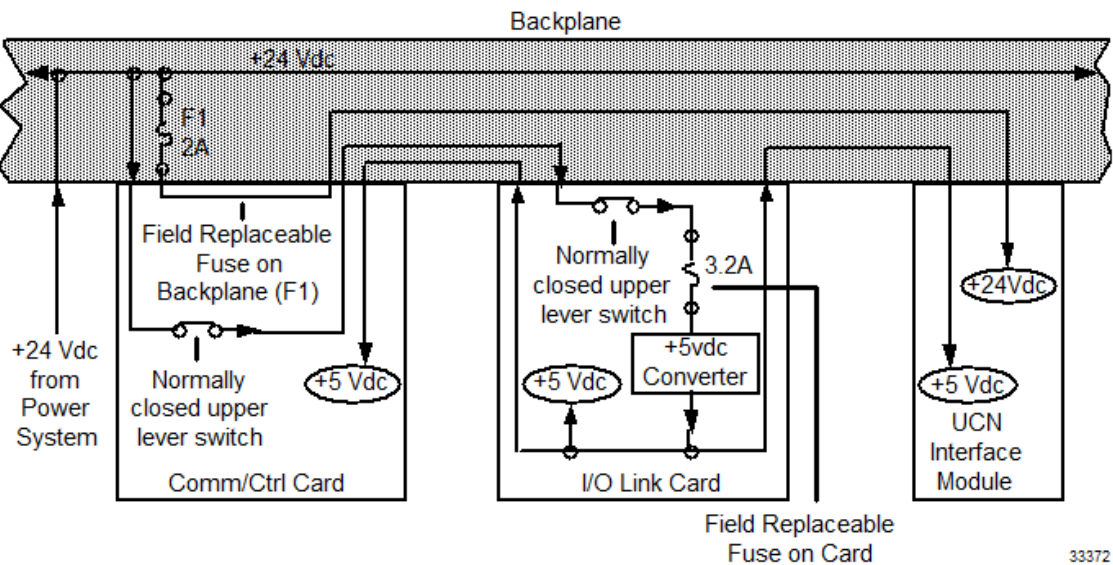 Backplane
+24 Vdc
F1
2A
Field Replaceable
Fuse on
Backplane (F1)
+24 Vdc
from
Power
System
Normally
closed upper
lever switch
+5 Vdc
Comm/Ctrl Card
Normally
closed upper
lever switch
3.2A
+5vdc
Converter
+5 Vdc
I/O Link Card
Field Replaceable
Fuse on Card
+24Vdc
+5 Vdc
UCN
Interface
Module
33372